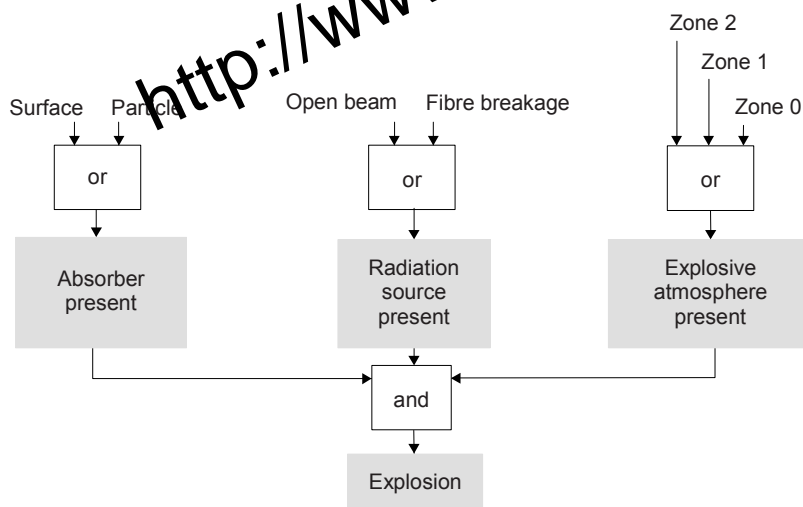 http://ww
Zone 2
Zone 1
Zone 0
Surface Particle
Open beam Fibre breakage
or
or
or
Absorber
present
Radiation
source
present
Explosive
atmosphere
present
and
Explosion